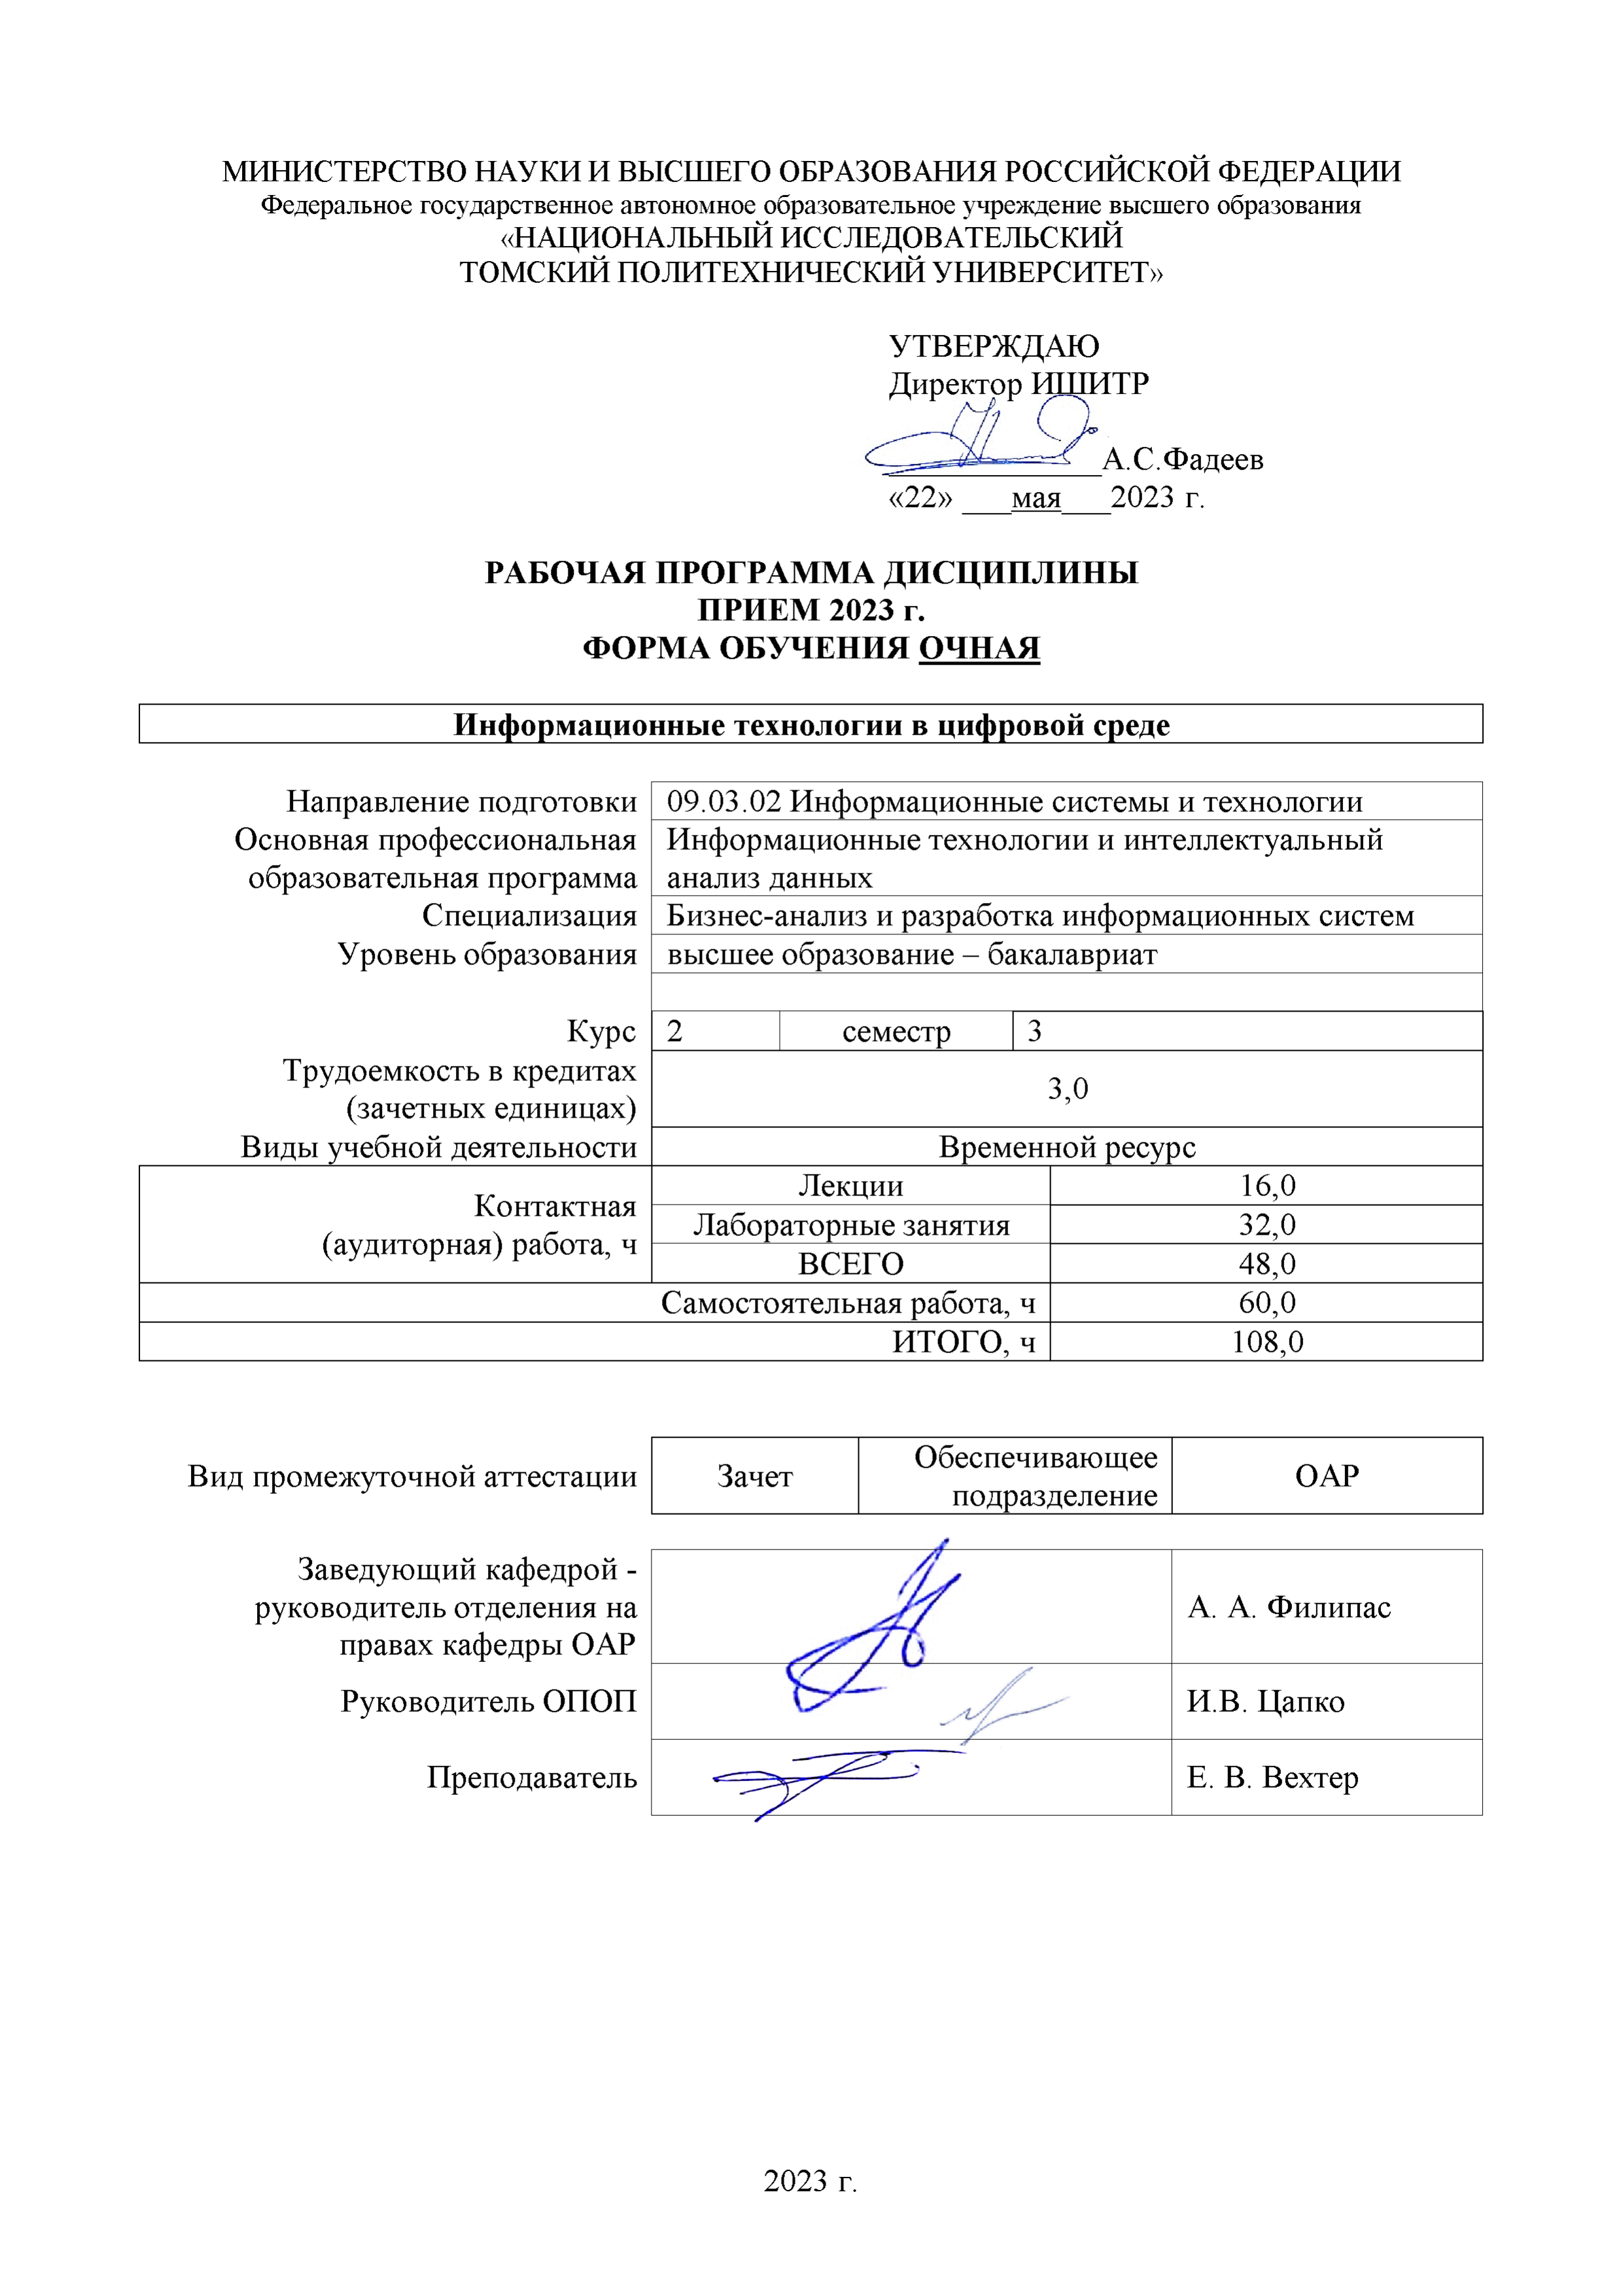 МИНИСТЕРСТВО НАУКИ И ВЫСШЕГО ОБРАЗОВАНИЯ РОССИЙСКОЙ ФЕДЕРАЦИИ
Федеральное государственное автономное образовательное учреждение высшего образования
«НАЦИОНАЛЬНЫЙ ИССЛЕДОВАТЕЛЬСКИЙ
ТОМСКИЙ ПОЛИТЕХНИЧЕСКИЙ УНИВЕРСИТЕТ»
УТВЕРЖДАЮ
Директор ИШИТР
А.С.Фадеев
«22» ___мая___2023 г.
РАБОЧАЯ ПРОГРАММА ДИСЦИПЛИНЫ
ПРИЕМ 2023 г.
ФОРМА ОБУЧЕНИЯ ОЧНАЯ
Информационные технологии в цифровой среде
Направление подготовки 09.03.02 Информационные системы и технологии
Основная профессиональная Информационные технологии и интеллектуальный
образовательная программа анализ данных
Специализация Бизнес-анализ и разработка информационных систем
Уровень образования высшее образование – бакалавриат
Курс 2 семестр 3
Трудоемкость в кредитах
(зачетных единицах) 3,0
Виды учебной деятельности Временной ресурс
Контактная
(аудиторная) работа, ч
Лекции 16,0
Лабораторные занятия 32,0
ВСЕГО 48,0
Самостоятельная работа, ч 60,0
ИТОГО, ч 108,0
Вид промежуточной аттестации Зачет Обеспечивающее
подразделение ОАР
Заведующий кафедрой -
руководитель отделения на
правах кафедры ОАР А. А. Филипас
Руководитель ОПОП И.В. Цапко
Преподаватель Е. В. Вехтер
2023 г.